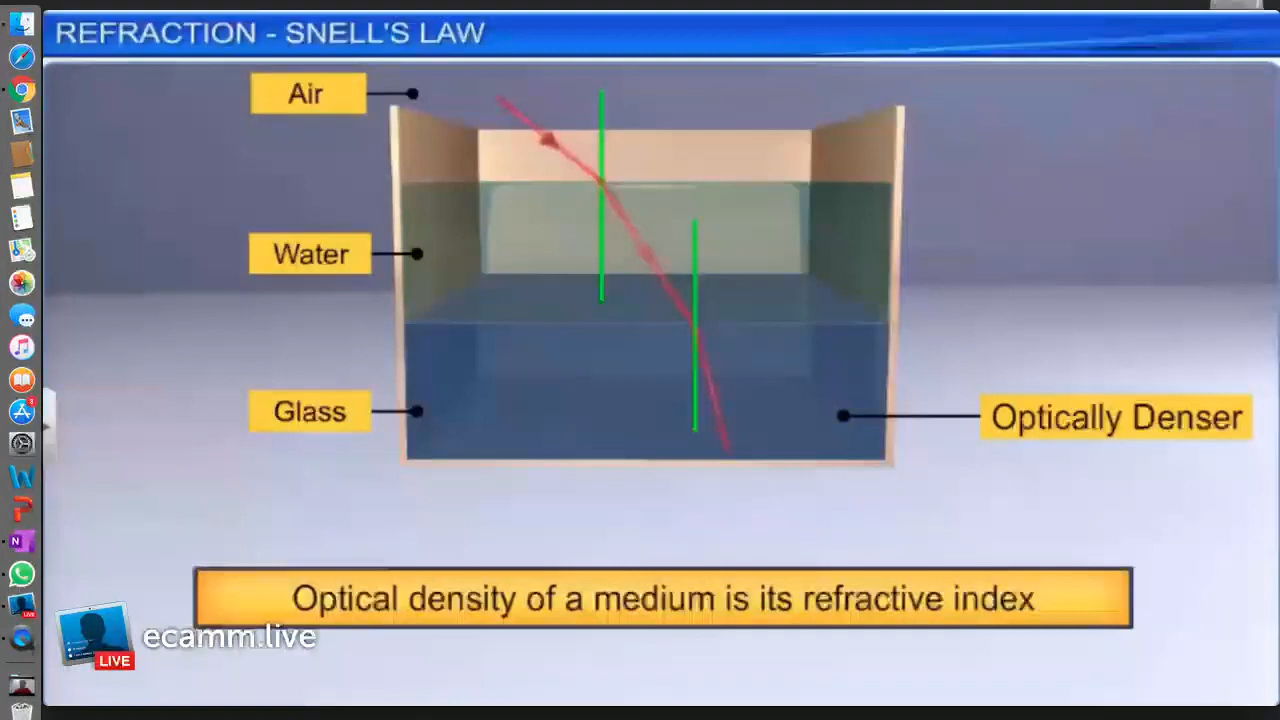 REFRACTION - SNELL'S LAW
Air
Water
Glass
Optically Denser
Optical density of a medium is its refractive index
ecamm.live
LIVE